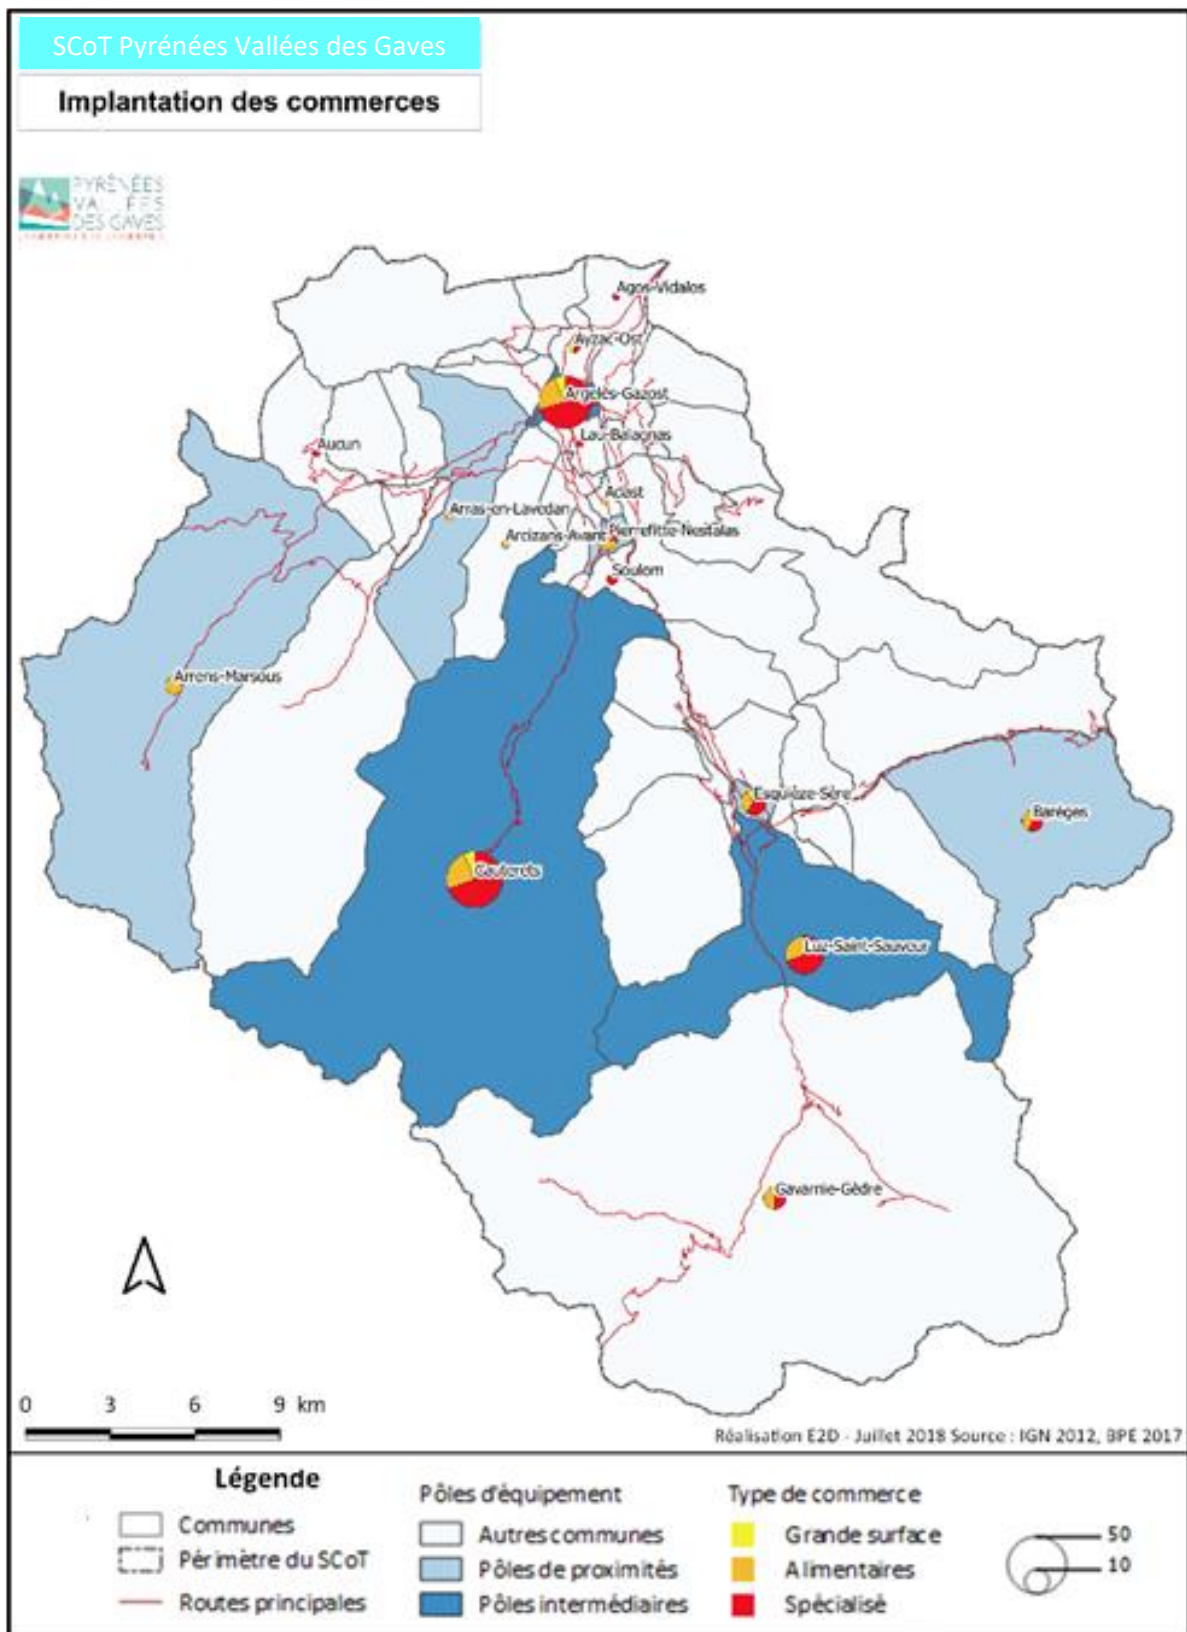 SCoT Pyrénées Vallées des Gaves
Implantation des commerces
PYRÉNÉES
VALLÉES
DES GAVES
Agos-Vidalos
Ayzac-Ost
Argelès-Gazost
Lau-Balagnas
Aucun
Adast
Arras-en-Lavedan
Arcizans-Avant
Pierrefitte-Nestalas
Soulom
Arrens-Marsous
Esquièze-Sère
Barèges
Cauterets
Luz-Saint-Sauveur
Gavarnie-Gèdre
0 3 6 9 km
Réalisation E2D - Juillet 2018 Source : IGN 2012, BPE 2017
Légende
Communes
Périmètre du SCoT
Routes principales
Pôles d'équipement
Autres communes
Pôles de proximités
Pôles intermédiaires
Type de commerce
Grande surface
Alimentaires
Spécialisé
50
10